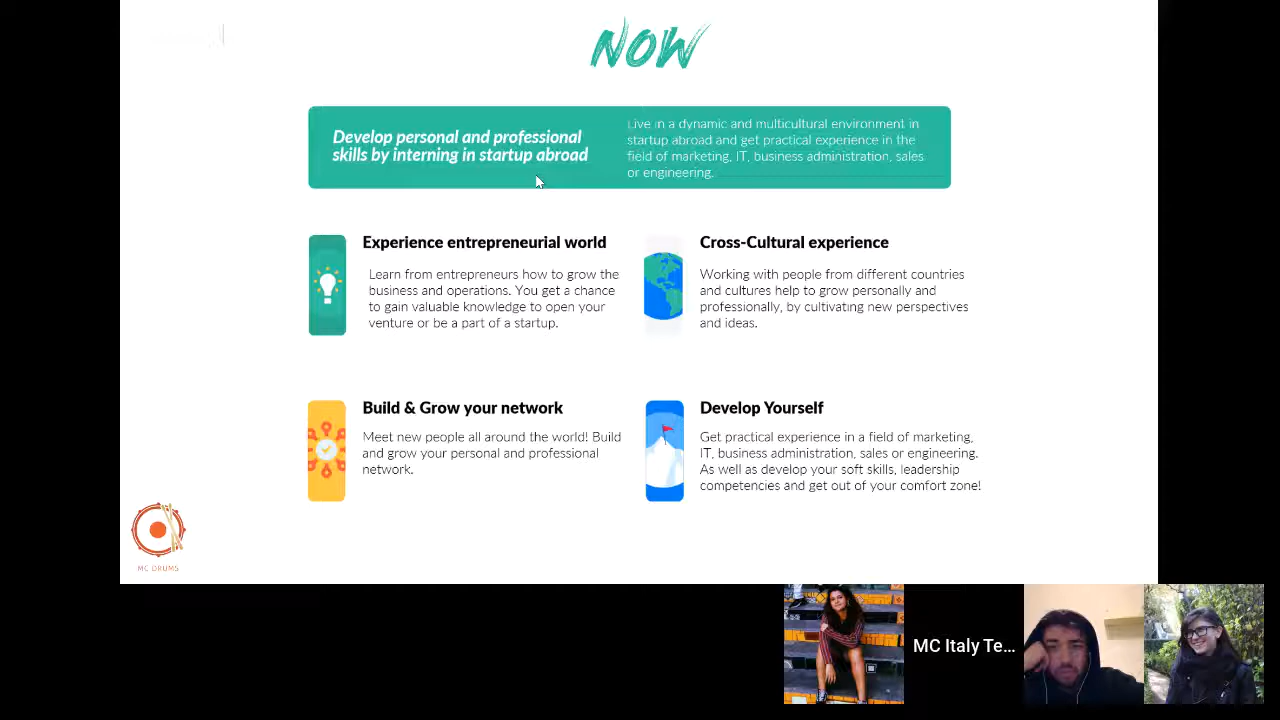 NOW
Develop personal and professional
skills by interning in startup abroad
Live in a dynamic and multicultural environment in
startup abroad and get practical experience in the
field of marketing, IT, business administration, sales
or engineering.
Experience entrepreneurial world
Learn from entrepreneurs how to grow the
business and operations. You get a chance
to gain valuable knowledge to open your
venture or be a part of a startup.
Cross-Cultural experience
Working with people from different countries
and cultures help to grow personally and
professionally, by cultivating new perspectives
and ideas.
Build & Grow your network
Meet new people all around the world! Build
and grow your personal and professional
network.
Develop Yourself
Get practical experience in a field of marketing,
IT, business administration, sales or engineering.
As well as develop your soft skills, leadership
competencies and get out of your comfort zone!
MC DRUMS
MC Italy Te...